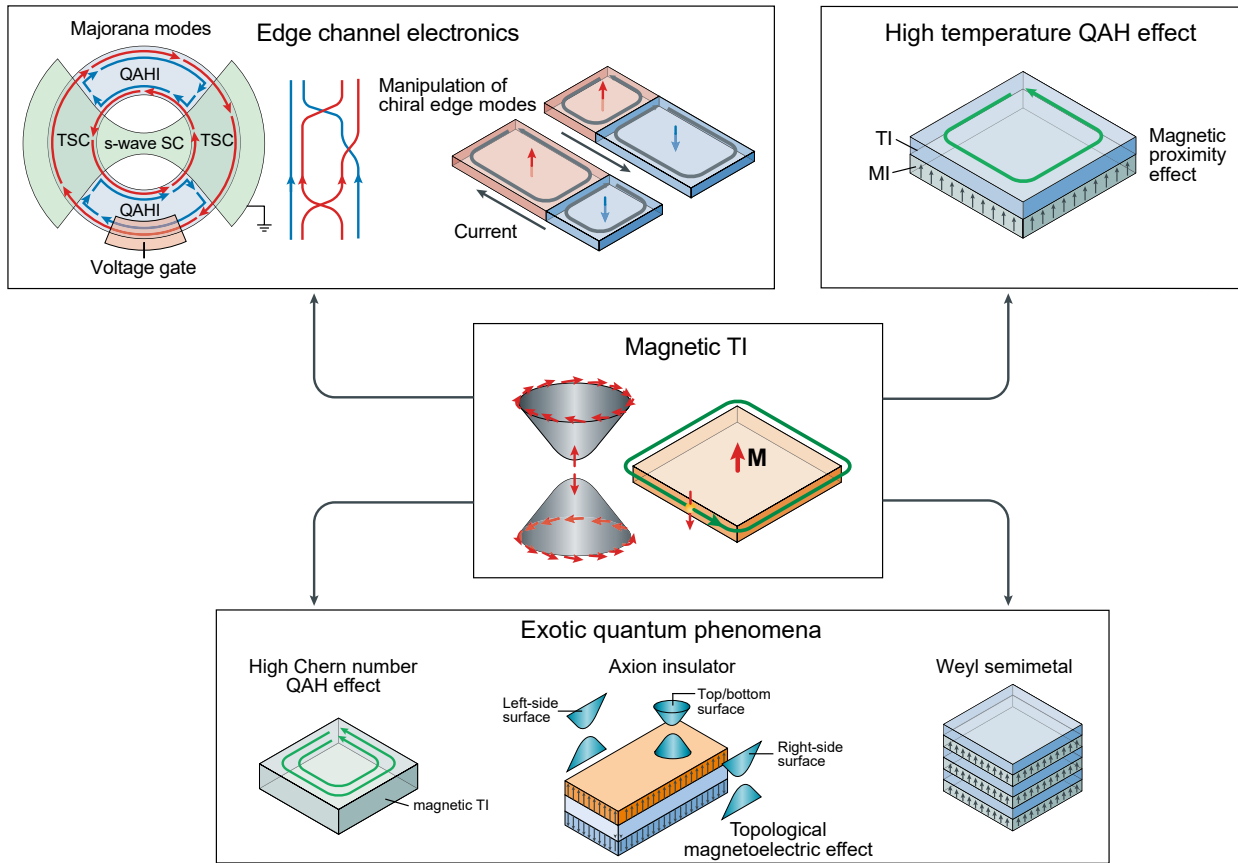 Majorana modes
Edge channel electronics
QAHI
TSC
s-wave SC
TSC
QAHI
Voltage gate
Manipulation of
chiral edge modes
Current
High temperature QAH effect
TI
MI
Magnetic
proximity
effect
Magnetic TI
M
Exotic quantum phenomena
High Chern number
QAH effect
magnetic TI
Axion insulator
Left-side
surface
Top/bottom
surface
Right-side
surface
Topological
magnetoelectric effect
Weyl semimetal